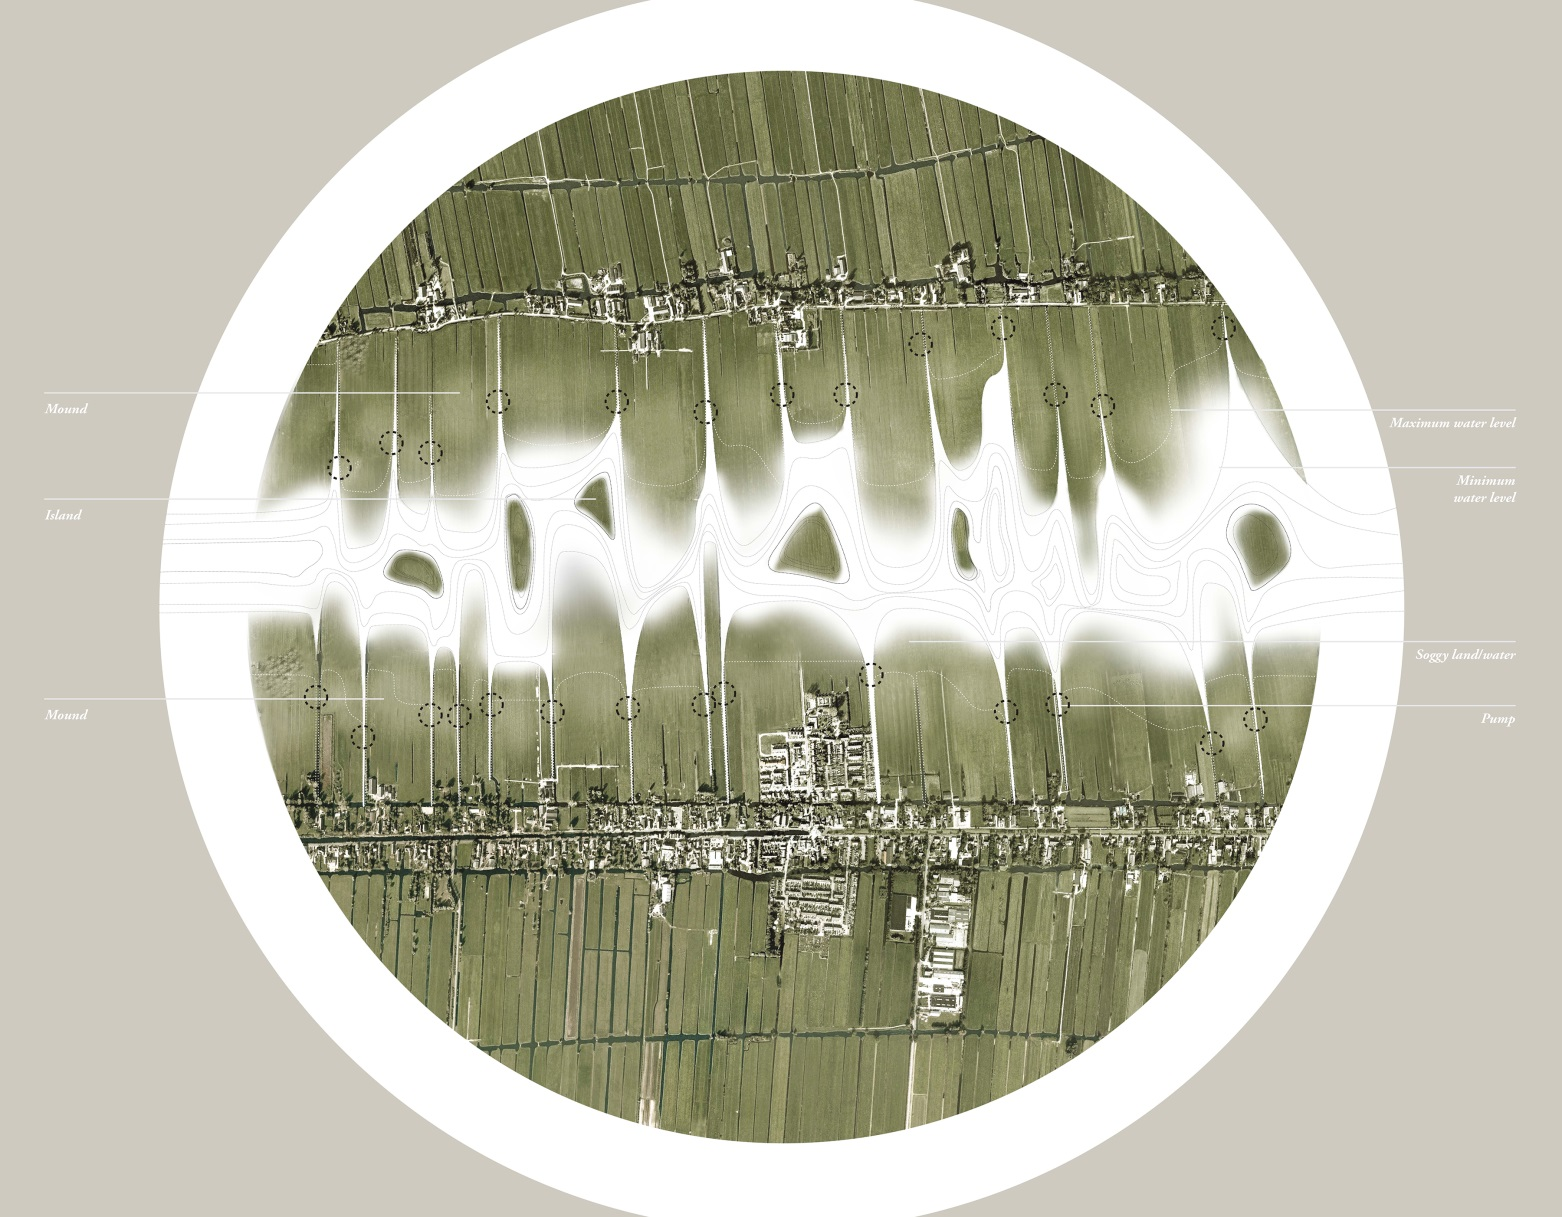 Mound
Maximum water level
Minimum
water level
Island
Soggy land/water
Mound
Pump